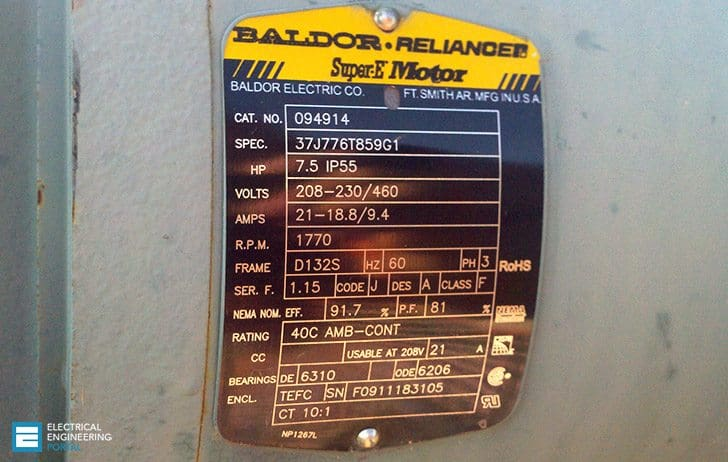 BALDOR • RELIANCER
Super-E Motor
BALDOR ELECTRIC CO. FT. SMITH AR. MFG IN U.S.A.
CAT. NO. 094914
SPEC. 37J776T859G1
HP 7.5 IP55
VOLTS 208-230/460
AMPS 21-18.8/9.4
R.P.M. 1770
FRAME D132S HZ 60 PH 3 RoHS
SER. F. 1.15 CODE J DES A CLASS F
NEMA NOM. EFF. 91.7 % P.F. 81 % NEMA
RATING 40C AMB-CONT
CC USABLE AT 208V 21 A
BEARINGS DE 6310 ODE 6206
ENCL. TEFC SN F0911183105
CT 10:1
NP1267L
E ELECTRICAL
ENGINEERING
PORTAL